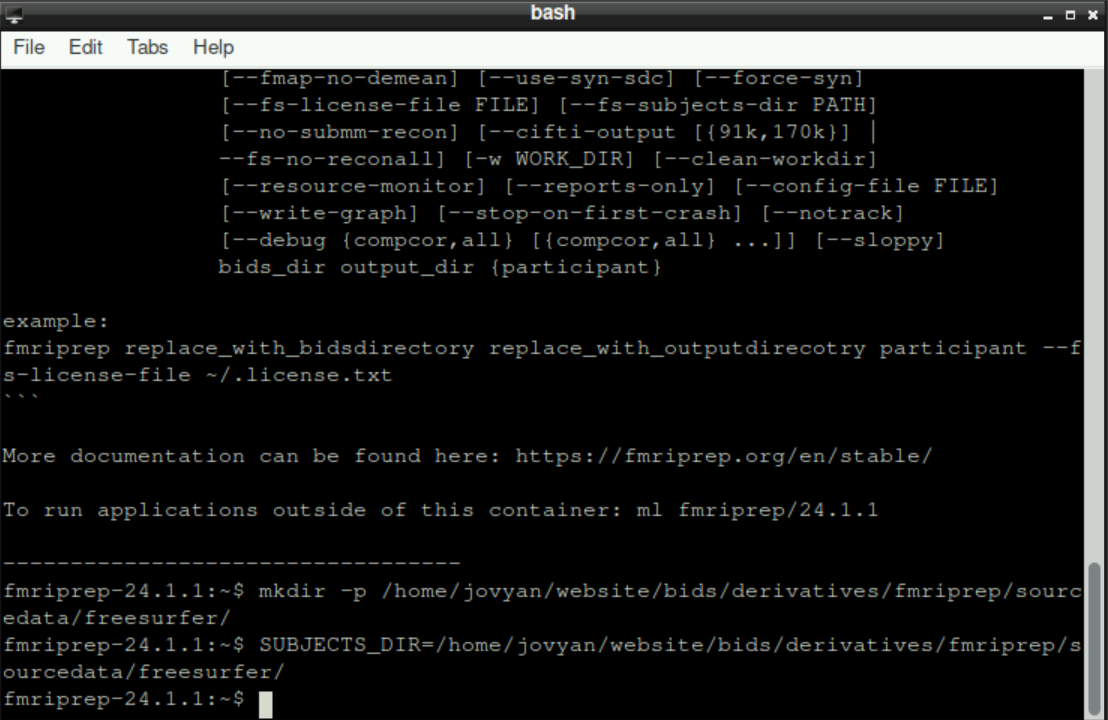 bash
File Edit Tabs Help
[--fmap-no-demean] [--use-syn-sdc] [--force-syn]
[--fs-license-file FILE] [--fs-subjects-dir PATH]
[--no-submm-recon] [--cifti-output [{91k,170k}] |
--fs-no-reconall] [-w WORK_DIR] [--clean-workdir]
[--resource-monitor] [--reports-only] [--config-file FILE]
[--write-graph] [--stop-on-first-crash] [--notrack]
[--debug {compcor,all} [{compcor,all} ...]] [--sloppy]
bids_dir output_dir {participant}
example:
fmriprep replace_with_bidsdirectory replace_with_outputdirecotry participant --f
s-license-file ~/.license.txt
```
More documentation can be found here: https://fmriprep.org/en/stable/
To run applications outside of this container: ml fmriprep/24.1.1
----------------------------------
fmriprep-24.1.1:~$ mkdir -p /home/jovyan/website/bids/derivatives/fmriprep/sourc
edata/freesurfer/
fmriprep-24.1.1:~$ SUBJECTS_DIR=/home/jovyan/website/bids/derivatives/fmriprep/s
ourcedata/freesurfer/
fmriprep-24.1.1:~$